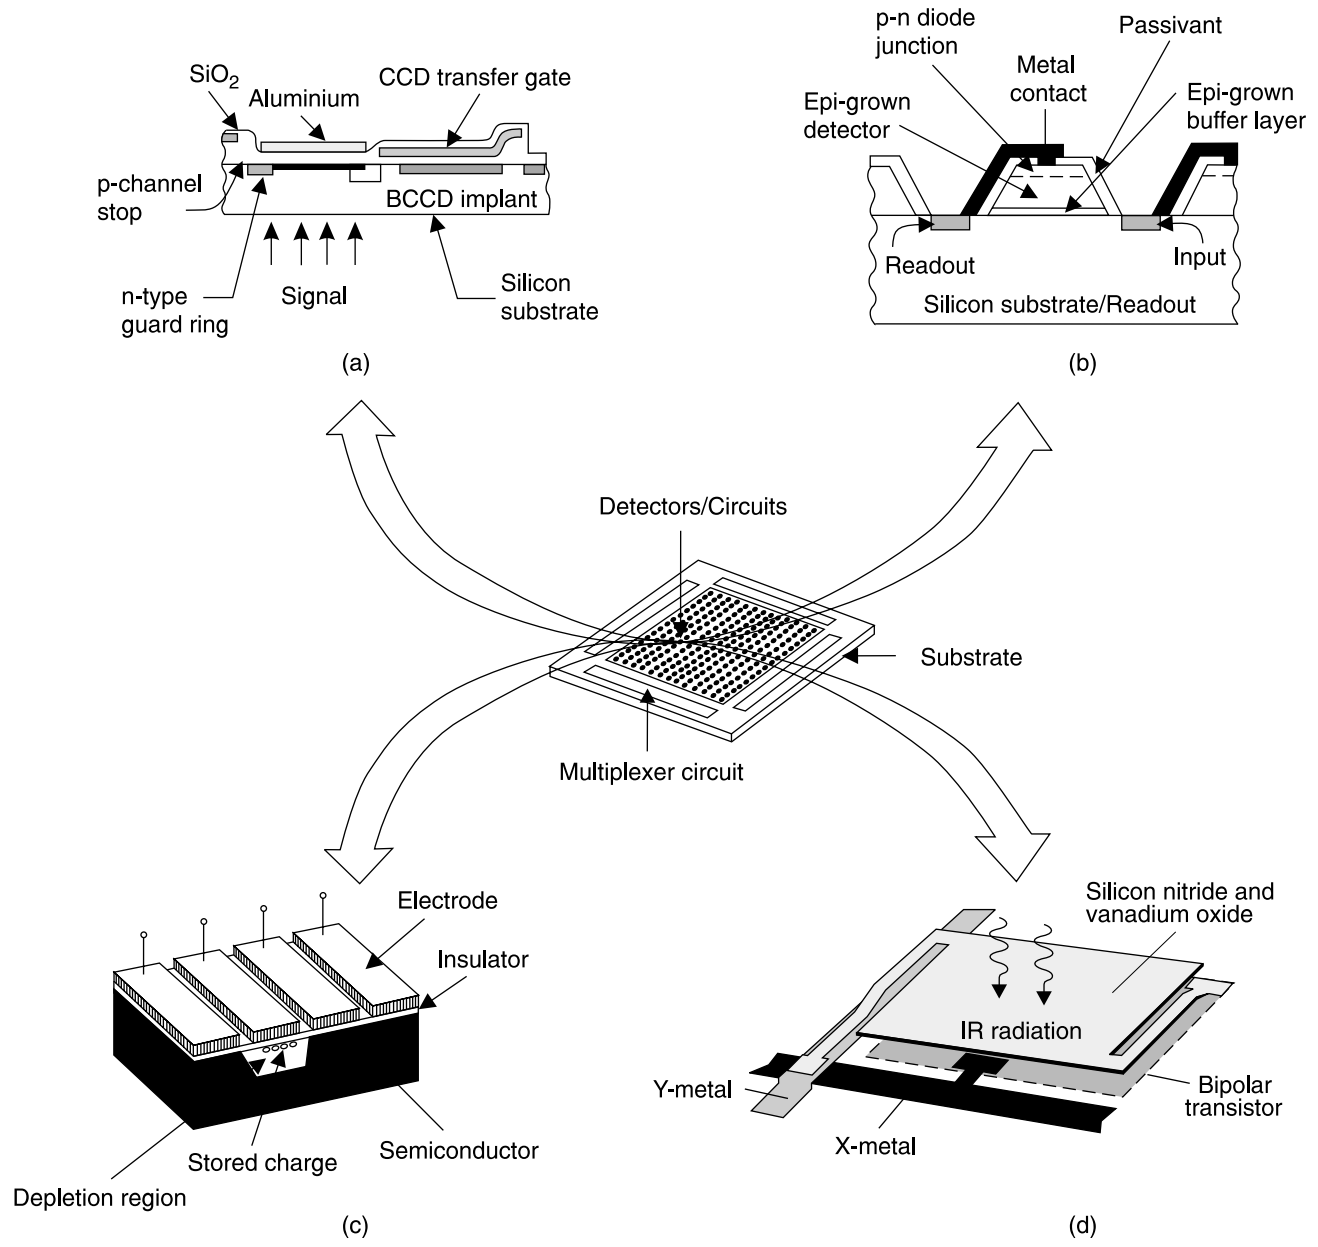 SiO2
Aluminium
CCD transfer gate
p-channel
stop
BCCD implant
n-type
guard ring
Signal
Silicon
substrate
(a)
p-n diode
junction
Passivant
Metal
contact
Epi-grown
detector
Epi-grown
buffer layer
Readout
Input
Silicon substrate/Readout
(b)
Detectors/Circuits
Substrate
Multiplexer circuit
Electrode
Insulator
Semiconductor
Stored charge
Depletion region
(c)
Silicon nitride and
vanadium oxide
IR radiation
Y-metal
Bipolar
transistor
X-metal
(d)